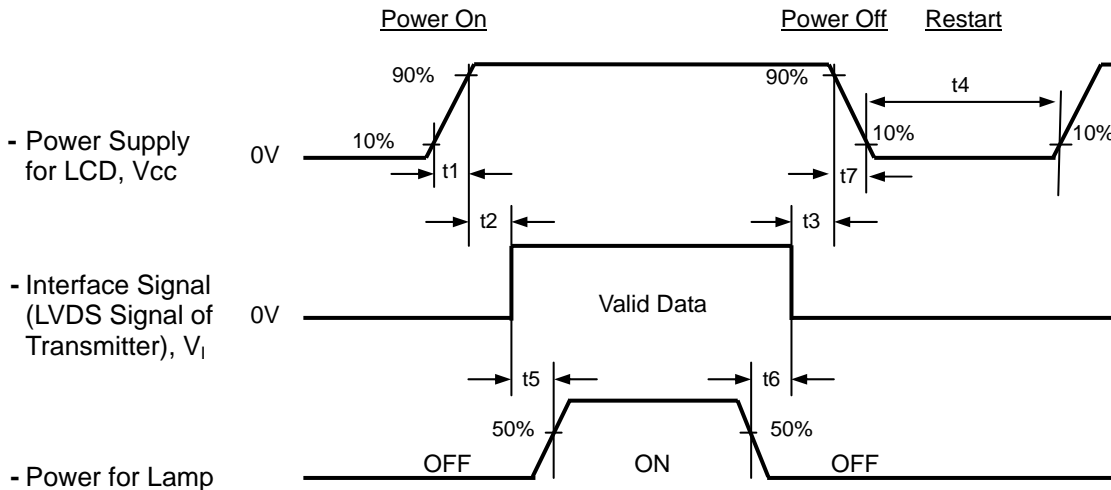 Power On
Power Off
Restart
90%
90%
t4
10%
10%
10%
- Power Supply
for LCD, Vcc
0V
t1
t7
t2
t3
- Interface Signal
(LVDS Signal of
Transmitter), VI
0V
Valid Data
t5
t6
50%
50%
OFF
ON
OFF
- Power for Lamp